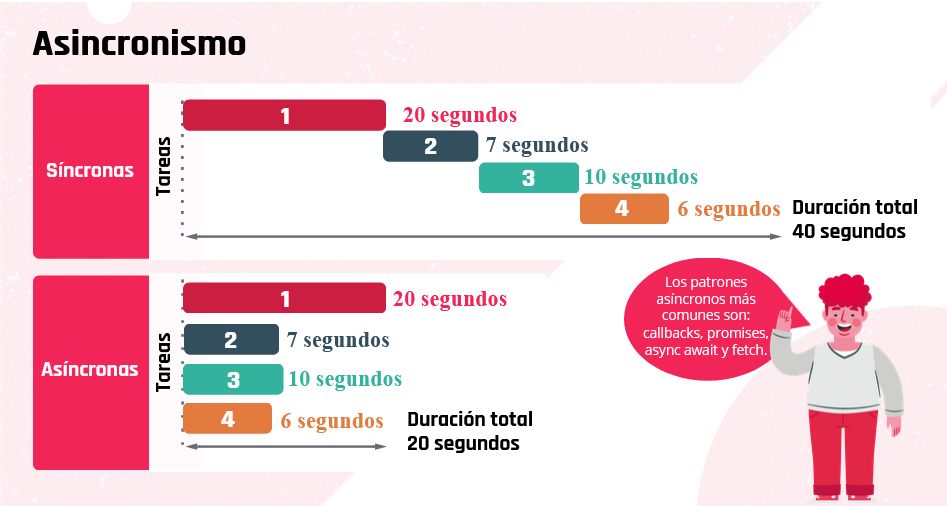 Asincronismo
Síncronas
Tareas
1
20 segundos
2
7 segundos
3
10 segundos
4
6 segundos
Duración total
40 segundos
Asíncronas
Tareas
1
20 segundos
2
7 segundos
3
10 segundos
4
6 segundos
Duración total
20 segundos
Los patrones
asíncronos más
comunes son:
callbacks, promises,
async await y fetch.